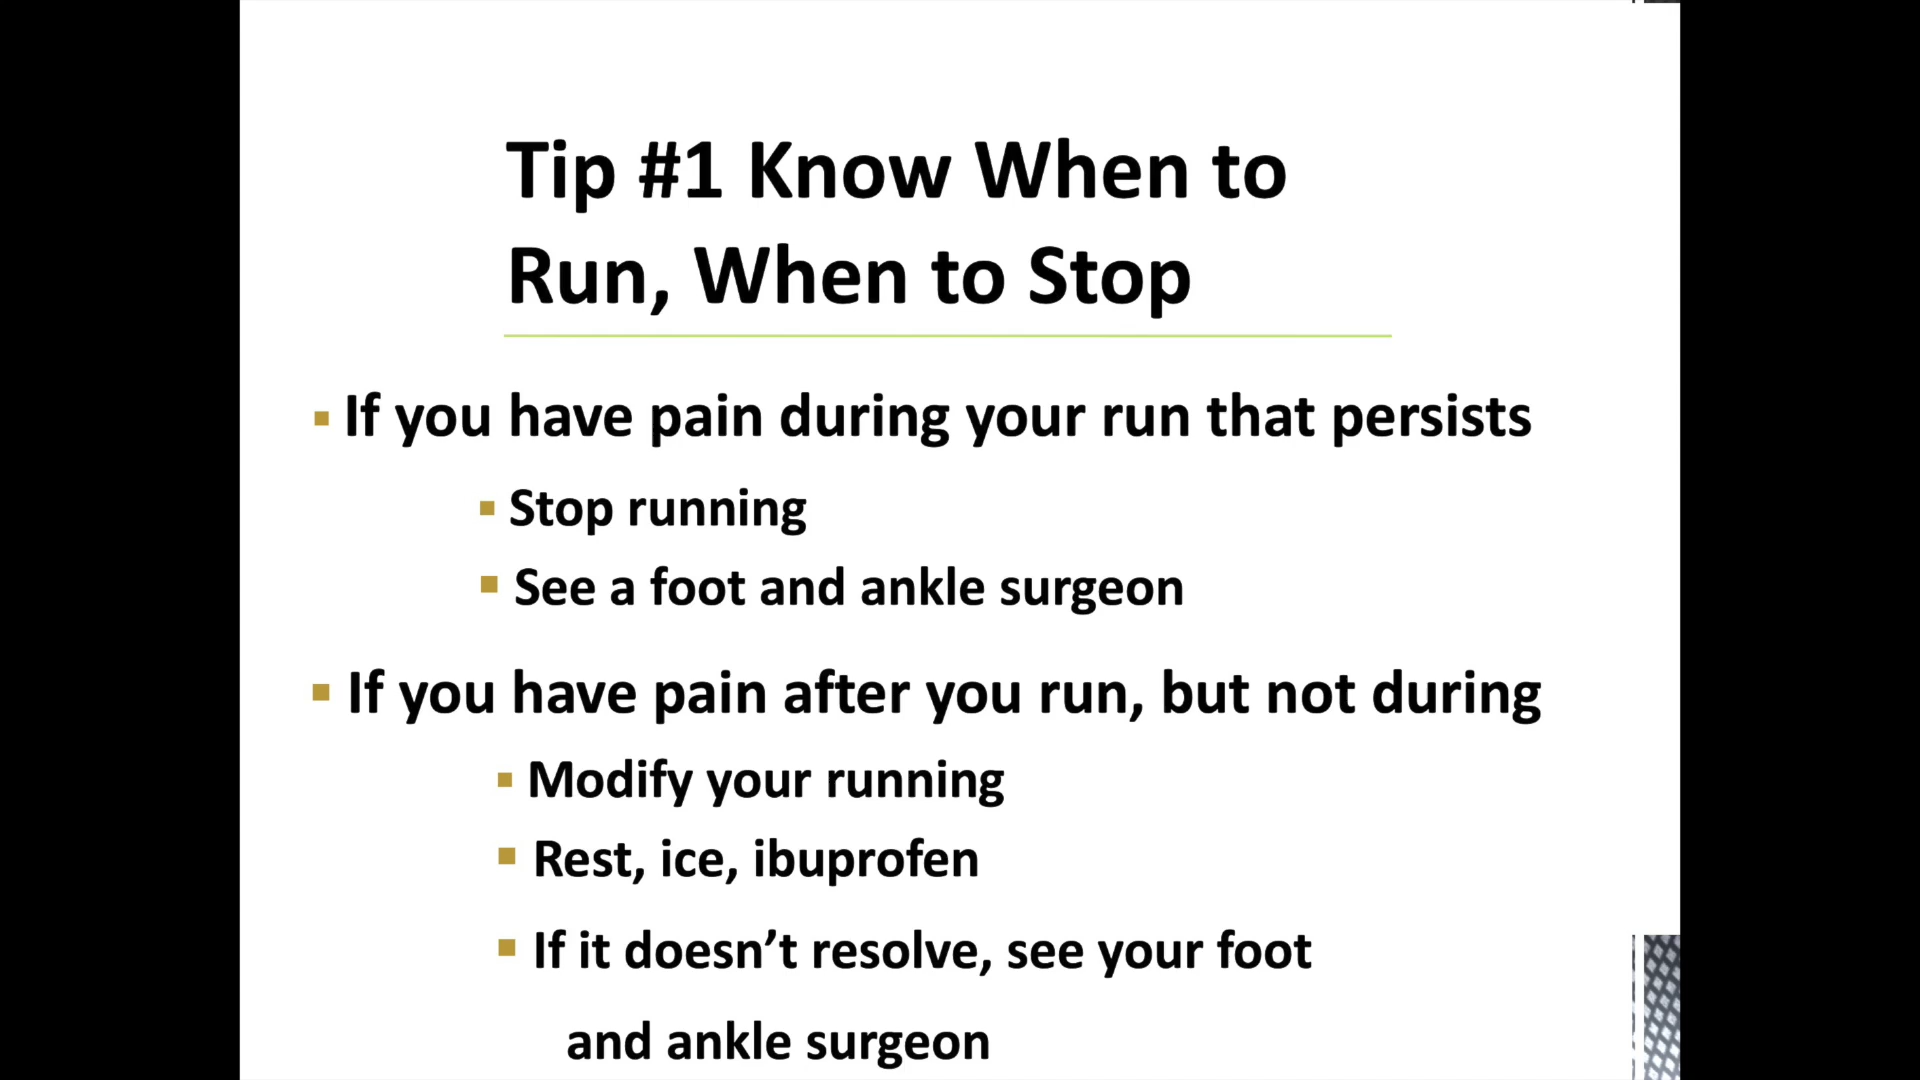 Tip #1 Know When to
Run, When to Stop
▪ If you have pain during your run that persists
▪ Stop running
▪ See a foot and ankle surgeon
▪ If you have pain after you run, but not during
▪ Modify your running
▪ Rest, ice, ibuprofen
▪ If it doesn’t resolve, see your foot
and ankle surgeon